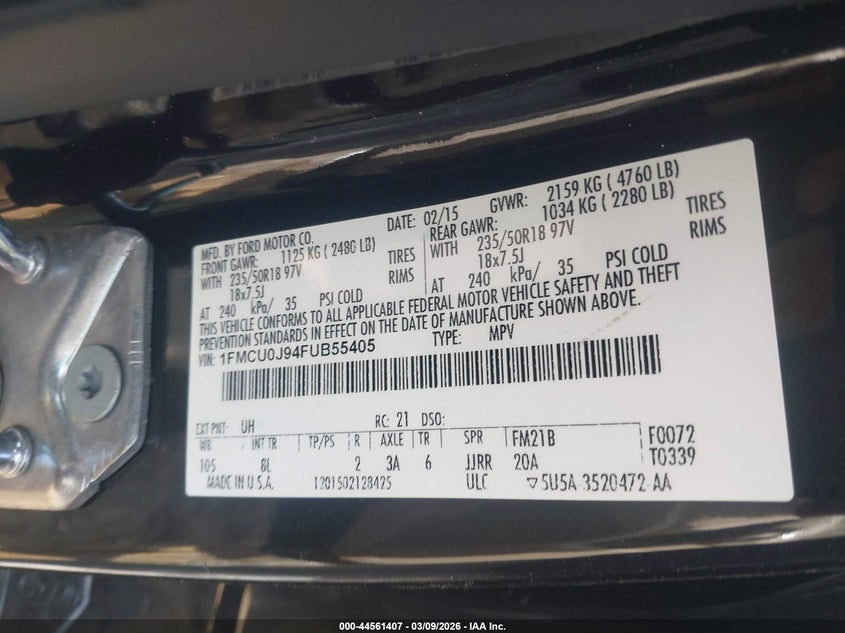 MFD. BY FORD MOTOR CO.
DATE: 02/15 GVWR: 2159 KG ( 4760 LB)
FRONT GAWR: 1125 KG ( 2480 LB) REAR GAWR: 1034 KG ( 2280 LB)
WITH 235/50R18 97V TIRES WITH 235/50R18 97V TIRES
18x7.5J RIMS 18x7.5J RIMS
AT 240 kPa/ 35 PSI COLD AT 240 kPa/ 35 PSI COLD
THIS VEHICLE CONFORMS TO ALL APPLICABLE FEDERAL MOTOR VEHICLE SAFETY AND THEFT
PREVENTION STANDARDS IN EFFECT ON THE DATE OF MANUFACTURE SHOWN ABOVE.
VIN: 1FMCU0J94FUB55405 TYPE: MPV
EXT PNT: UH RC: 21 DSO:
WB INT TR TP/PS R AXLE TR SPR FM21B F0072
105 8L 2 3A 6 JJRR 20A T0339
MADE IN U.S.A. 1201502128425 ULC ▽5U5A-3520472-AA
000-44561407 | 03/09/2026 | IAA Inc.